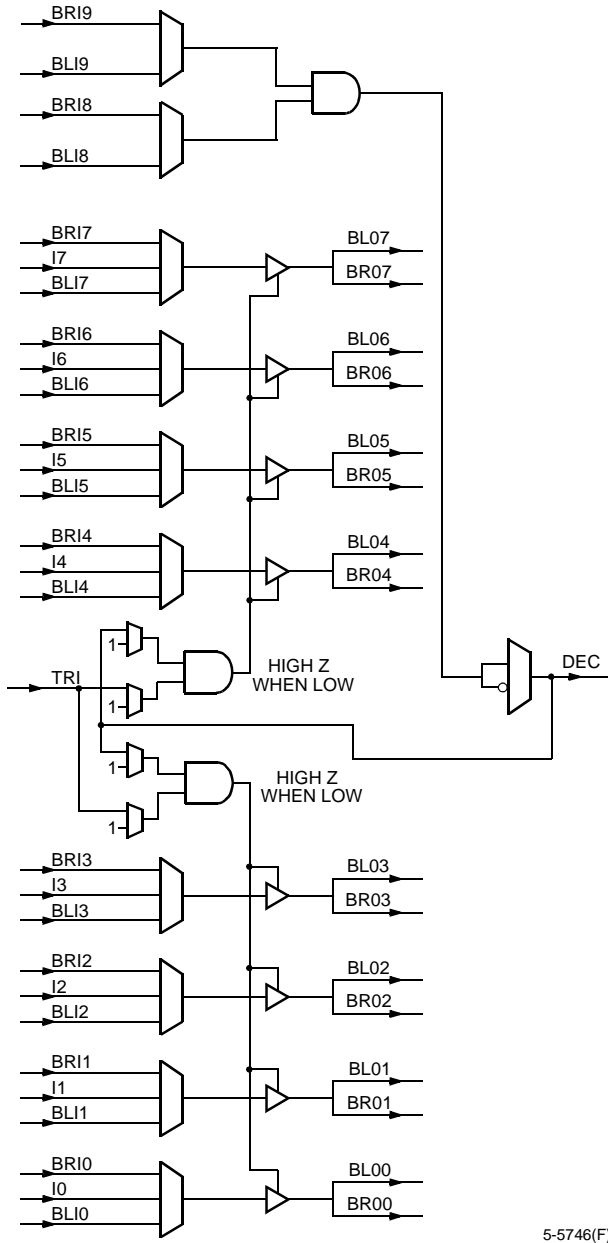 BRI9
BLI9
BRI8
BLI8
BRI7
I7
BLI7
BL07
BR07
BRI6
I6
BLI6
BL06
BR06
BRI5
I5
BLI5
BL05
BR05
BRI4
I4
BLI4
BL04
BR04
1
TRI
1
HIGH Z
WHEN LOW
DEC
1
1
HIGH Z
WHEN LOW
BRI3
I3
BLI3
BL03
BR03
BRI2
I2
BLI2
BL02
BR02
BRI1
I1
BLI1
BL01
BR01
BRI0
I0
BLI0
BL00
BR00
5-5746(F)